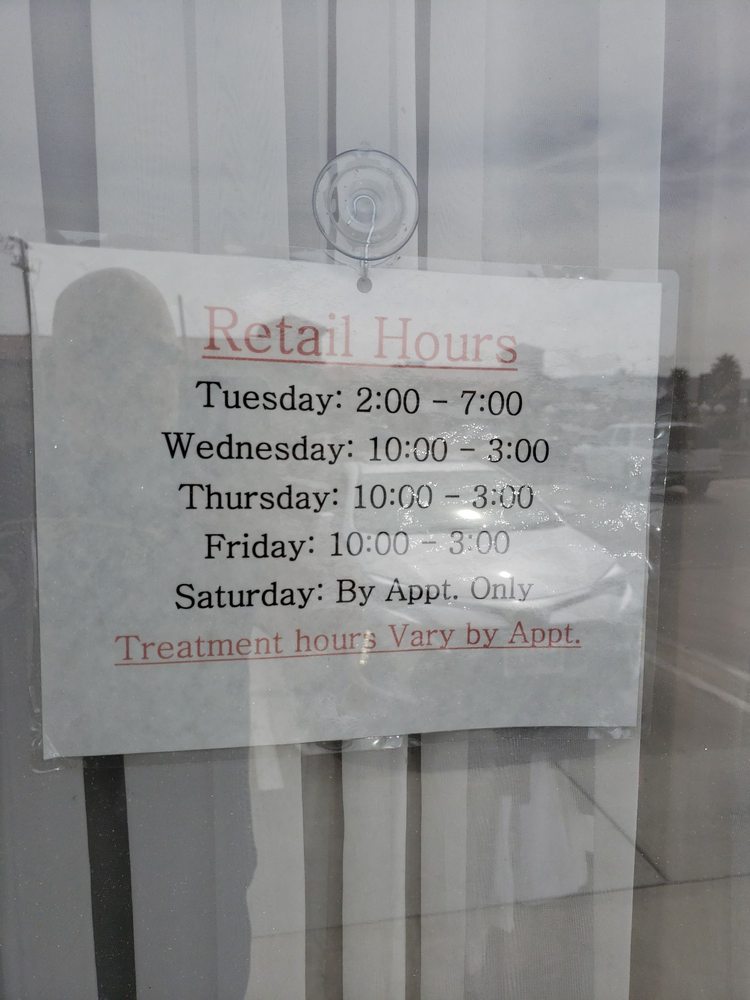 Retail Hours
Tuesday: 2:00 - 7:00
Wednesday: 10:00 - 3:00
Thursday: 10:00 - 3:00
Friday: 10:00 - 3:00
Saturday: By Appt. Only
Treatment hours Vary by Appt.